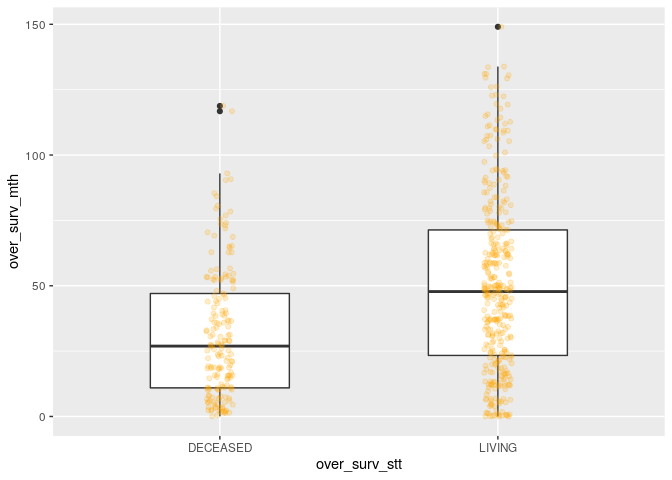 150
100
50
0
over_surv_mth
DECEASED
LIVING
over_surv_stt